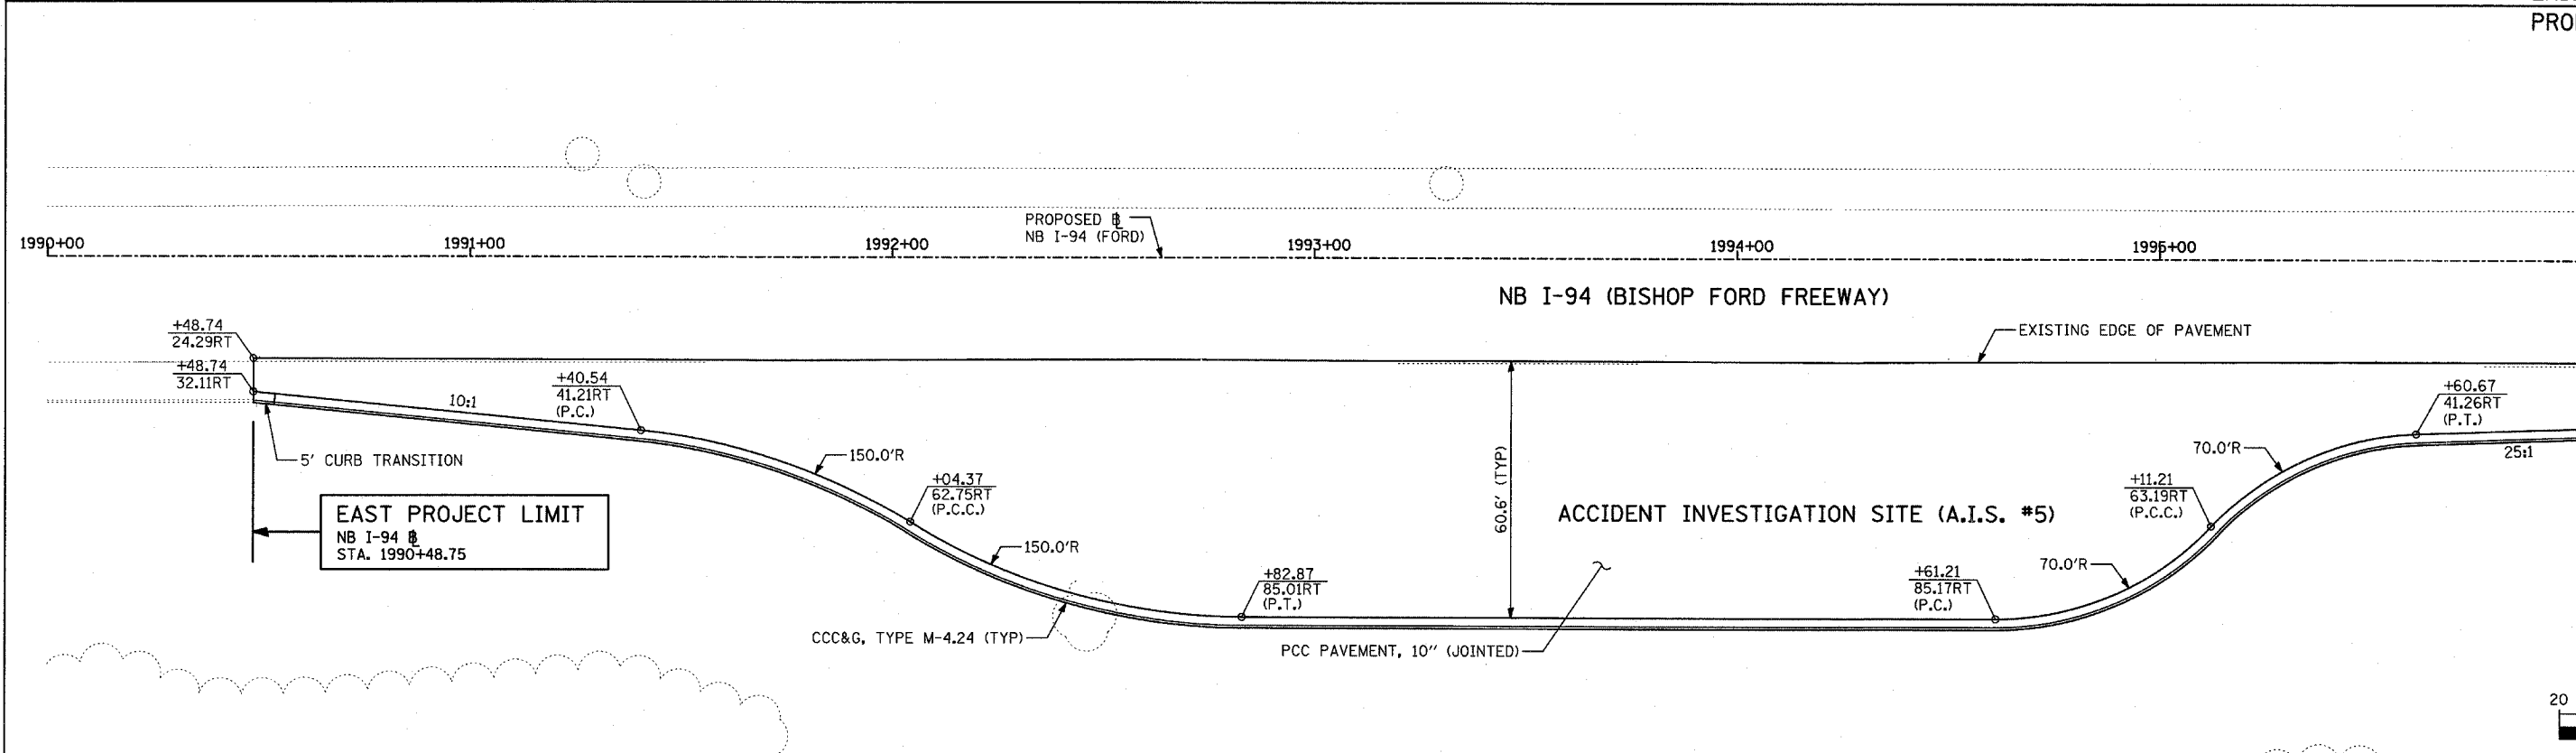 PROPOSED ⅊
NB I-94 (FORD)
1990+00
1991+00
1992+00
1993+00
1994+00
1995+00
NB I-94 (BISHOP FORD FREEWAY)
+48.74
24.29RT
EXISTING EDGE OF PAVEMENT
+48.74
32.11RT
+40.54
41.21RT
(P.C.)
10:1
+60.67
41.26RT
(P.T.)
5' CURB TRANSITION
150.0'R
70.0'R
25:1
+04.37
62.75RT
(P.C.C.)
60.6' (TYP)
+11.21
63.19RT
(P.C.C.)
EAST PROJECT LIMIT
NB I-94 ⅊
STA. 1990+48.75
ACCIDENT INVESTIGATION SITE (A.I.S. #5)
150.0'R
70.0'R
+82.87
85.01RT
(P.T.)
+61.21
85.17RT
(P.C.)
CCC&G, TYPE M-4.24 (TYP)
PCC PAVEMENT, 10" (JOINTED)
20